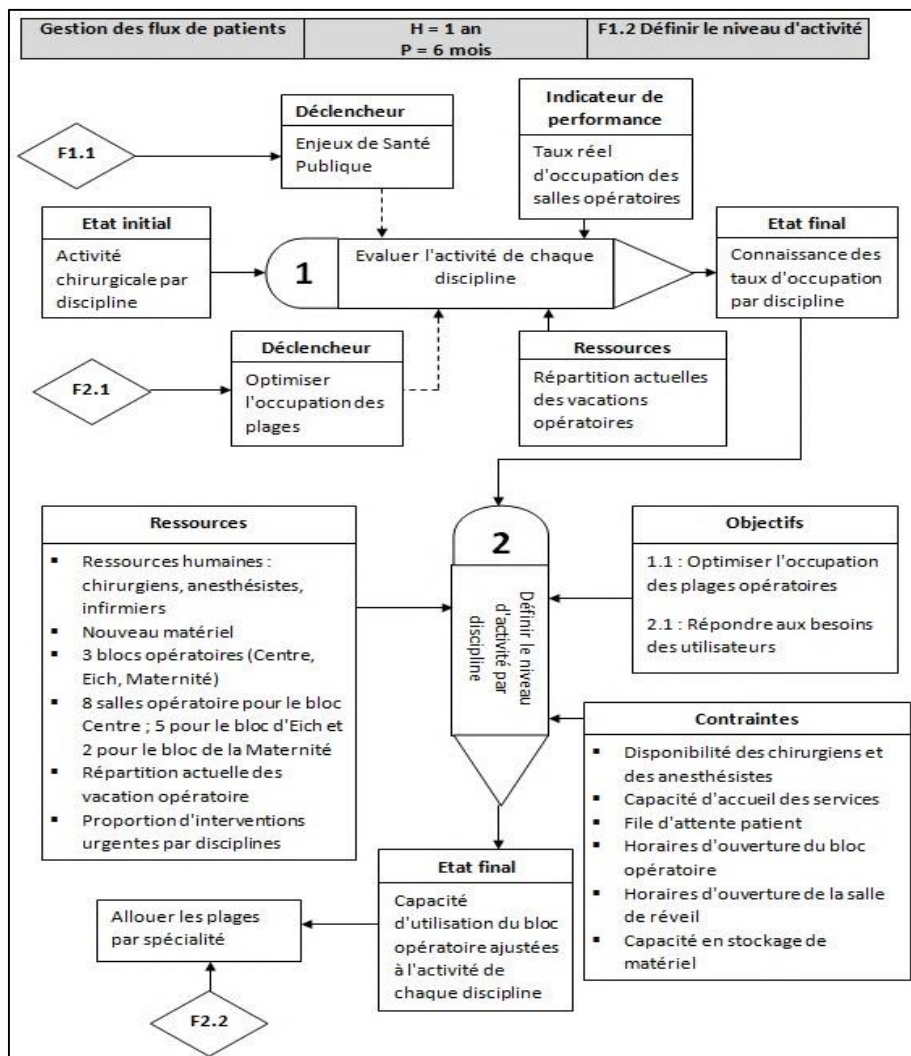 Gestion des flux de patients
H = 1 an
P = 6 mois
F1.2 Définir le niveau d'activité
Déclencheur
Enjeux de Santé
Publique
Indicateur de
performance
Taux réel
d'occupation des
salles opératoires
F1.1
Etat initial
Activité
chirurgicale par
discipline
1
Evaluer l'activité de chaque
discipline
Etat final
Connaissance des
taux d'occupation
par discipline
F2.1
Déclencheur
Optimiser
l'occupation des
plages
Ressources
Répartition actuelles
des vacations
opératoires
Ressources
▪ Ressources humaines :
chirurgiens, anesthésistes,
infirmiers
▪ Nouveau matériel
▪ 3 blocs opératoires (Centre,
Eich, Maternité)
▪ 8 salles opératoire pour le bloc
Centre ; 5 pour le bloc d'Eich et
2 pour le bloc de la Maternité
▪ Répartition actuelle des
vacation opératoire
▪ Proportion d'interventions
urgentes par disciplines
2
Définir le niveau
d'activité par
discipline
Objectifs
1.1 : Optimiser l'occupation
des plages opératoires
2.1 : Répondre aux besoins
des utilisateurs
Contraintes
▪ Disponibilité des chirurgiens et
des anesthésistes
▪ Capacité d'accueil des services
▪ File d'attente patient
▪ Horaires d'ouverture du bloc
opératoire
▪ Horaires d'ouverture de la salle
de réveil
▪ Capacité en stockage de
matériel
Etat final
Capacité
d'utilisation du bloc
opératoire ajustées
à l'activité de
chaque discipline
Allouer les plages
par spécialité
F2.2